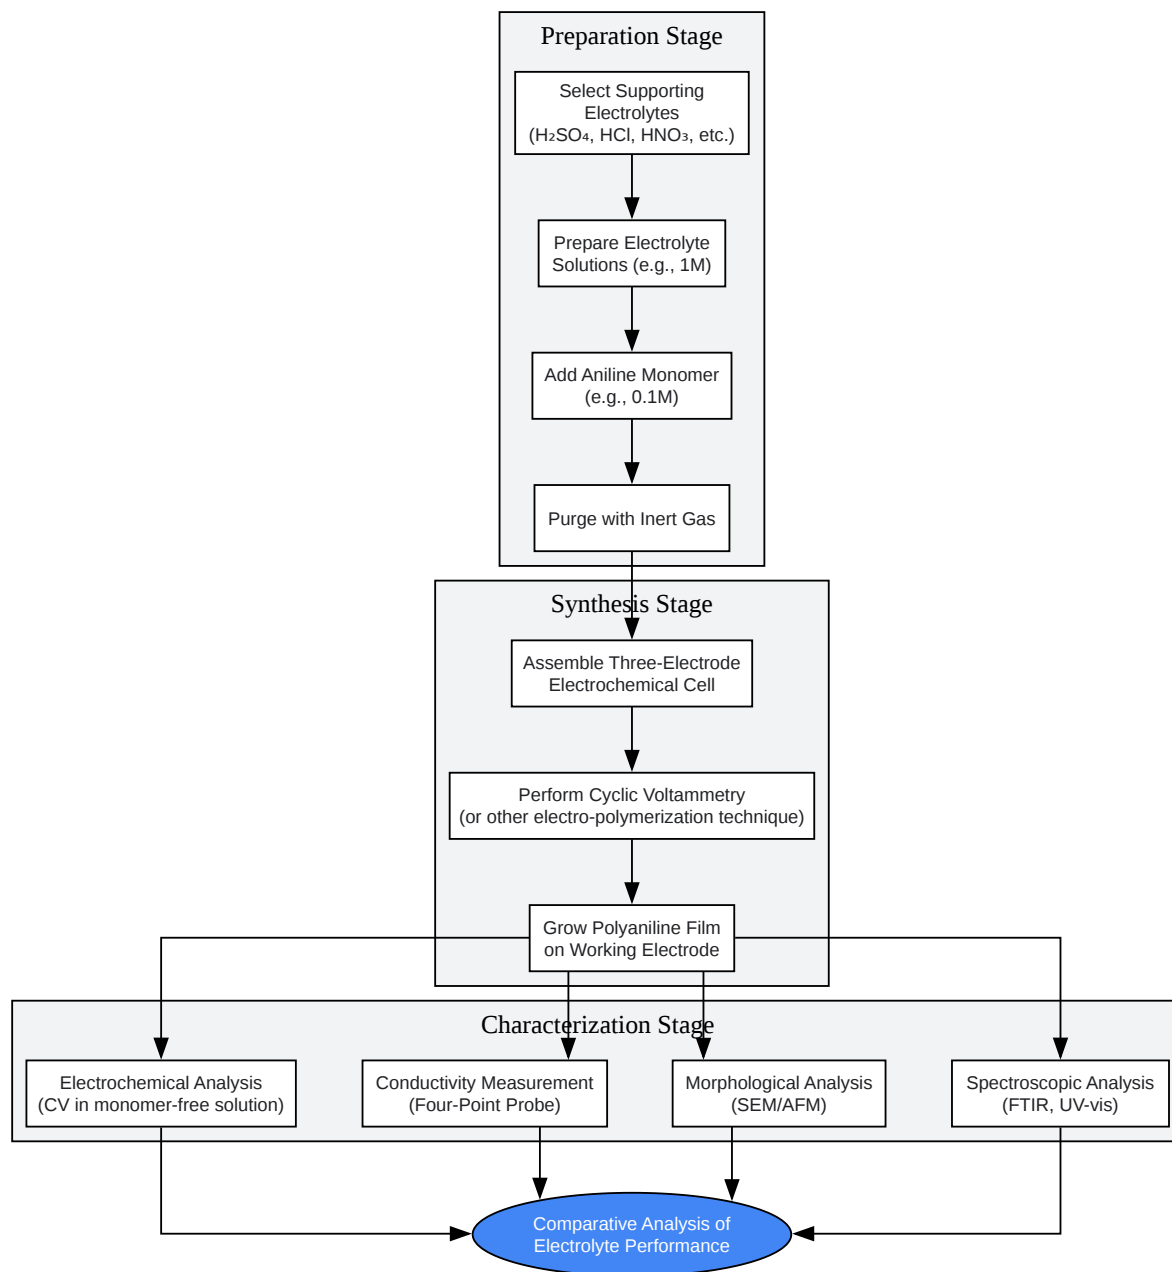 Preparation Stage
Select Supporting
Electrolytes
(H₂SO₄, HCl, HNO₃, etc.)
Prepare Electrolyte
Solutions (e.g., 1M)
Add Aniline Monomer
(e.g., 0.1M)
Purge with Inert Gas
Synthesis Stage
Assemble Three-Electrode
Electrochemical Cell
Perform Cyclic Voltammetry
(or other electro-polymerization technique)
Grow Polyaniline Film
on Working Electrode
Characterization Stage
Electrochemical Analysis
(CV in monomer-free solution)
Conductivity Measurement
(Four-Point Probe)
Morphological Analysis
(SEM/AFM)
Spectroscopic Analysis
(FTIR, UV-vis)
Comparative Analysis of
Electrolyte Performance